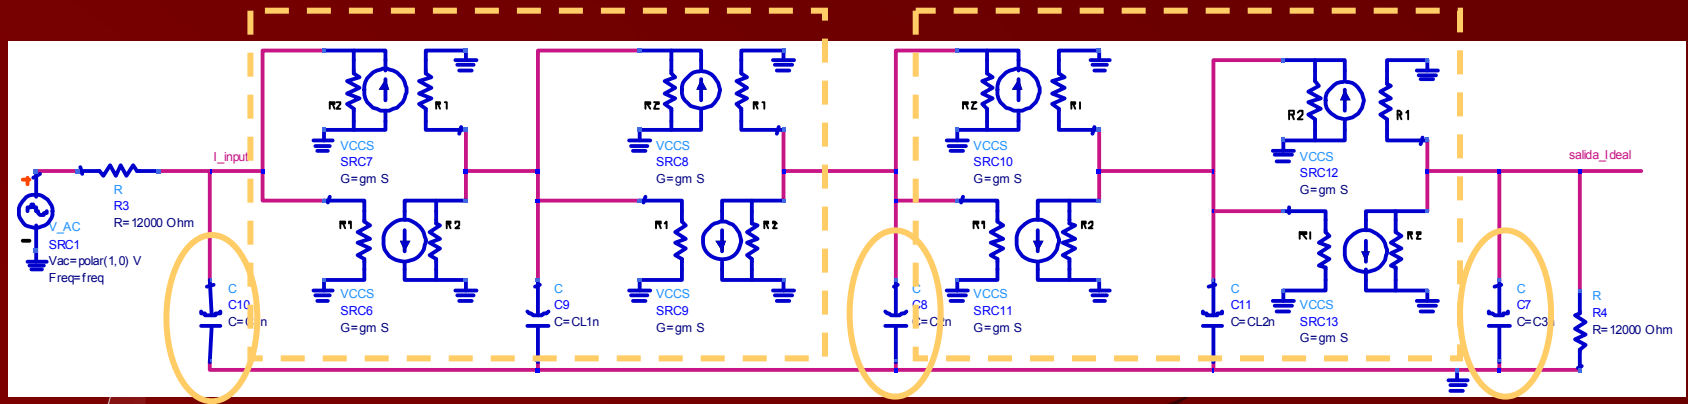 I_input
salida_Ideal
R
R3
R=12000 Ohm
V_AC
SRC1
Vac=polar(1,0) V
Freq=freq
C
C10
R2
R1
VCCS
SRC7
G=gm S
R1
R2
VCCS
SRC6
G=gm S
C
C9
C=CL1n
R2
R1
VCCS
SRC8
G=gm S
R1
R2
VCCS
SRC9
G=gm S
C
C8
R2
R1
VCCS
SRC10
G=gm S
R1
R2
VCCS
SRC11
G=gm S
C
C11
C=CL2n
R2
R1
VCCS
SRC12
G=gm S
R1
R2
VCCS
SRC13
G=gm S
C
C7
R
R4
R=12000 Ohm